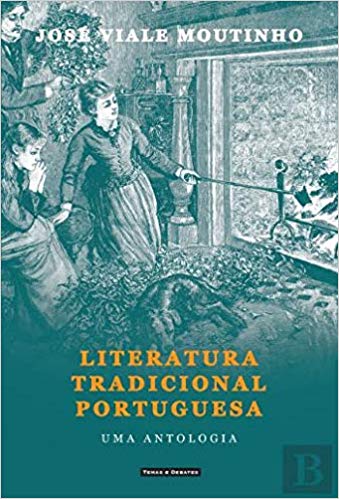 JOSÉ VIALE MOUTINHO
LITERATURA
TRADICIONAL
PORTUGUESA
UMA ANTOLOGIA
TEMAS E DEBATES
B